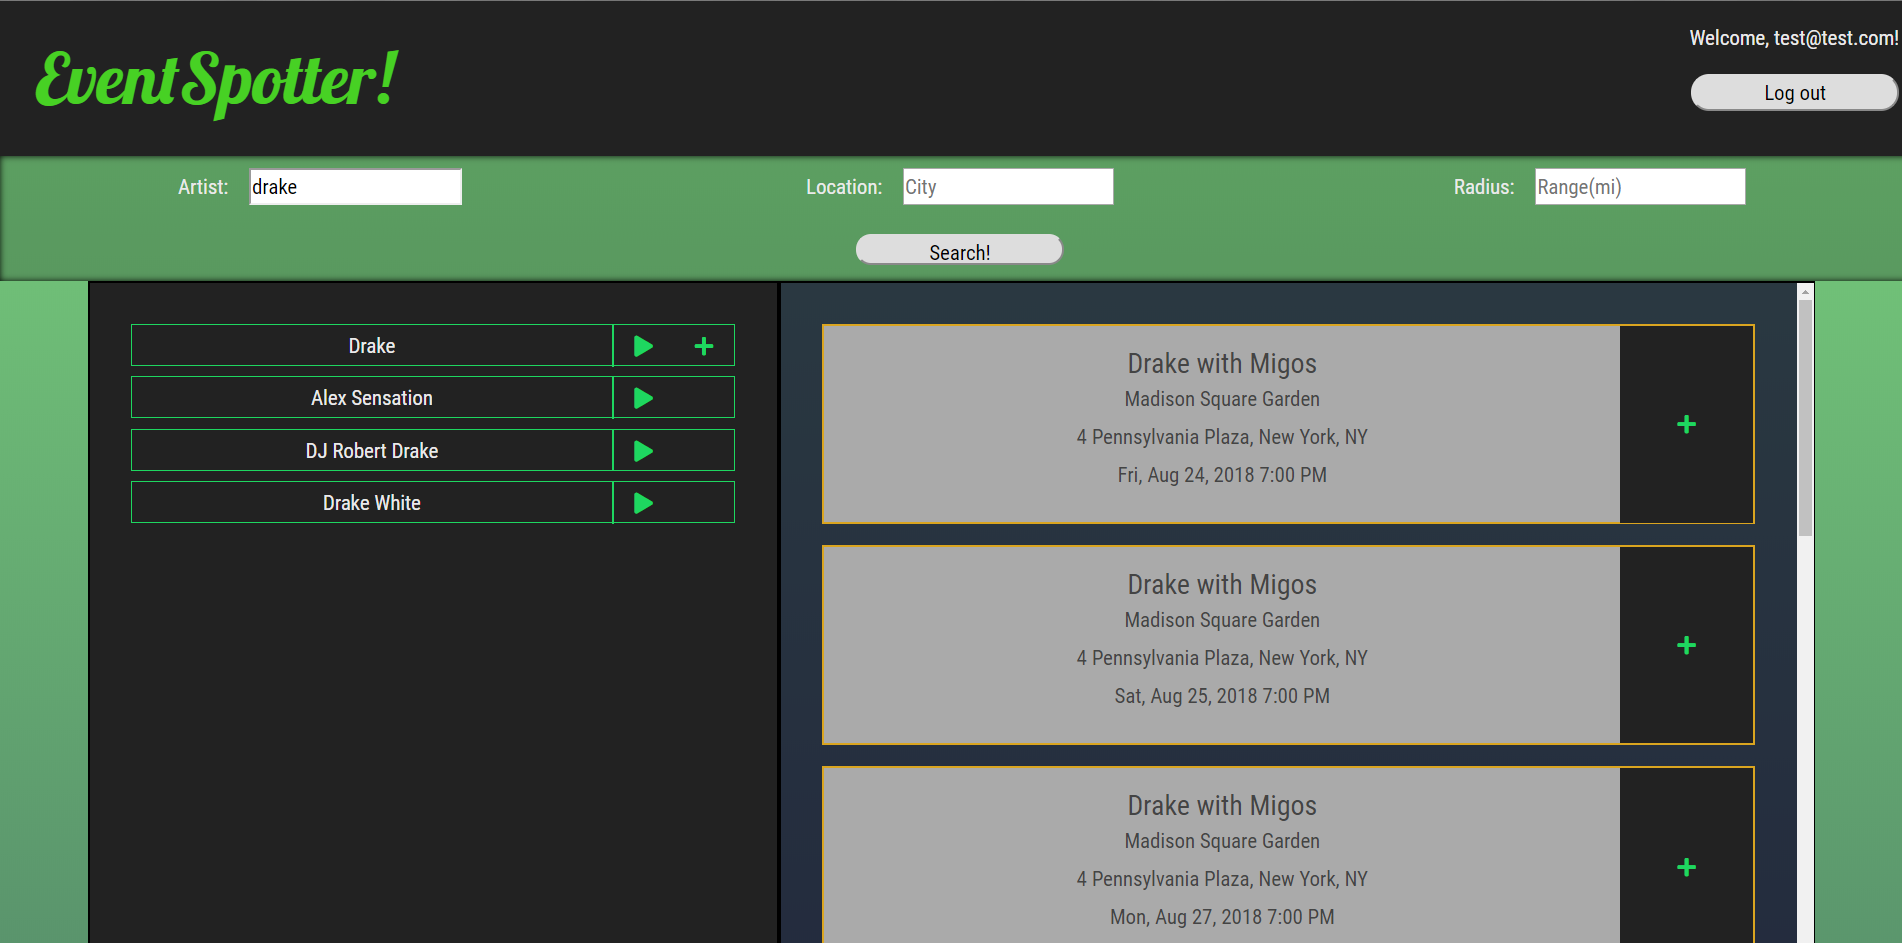 EventSpotter!
Welcome, test@test.com!
Log out
Artist: drake
Location: City
Radius: Range(mi)
Search!
Drake
Alex Sensation
DJ Robert Drake
Drake White
Drake with Migos
Madison Square Garden
4 Pennsylvania Plaza, New York, NY
Fri, Aug 24, 2018 7:00 PM
Drake with Migos
Madison Square Garden
4 Pennsylvania Plaza, New York, NY
Sat, Aug 25, 2018 7:00 PM
Drake with Migos
Madison Square Garden
4 Pennsylvania Plaza, New York, NY
Mon, Aug 27, 2018 7:00 PM